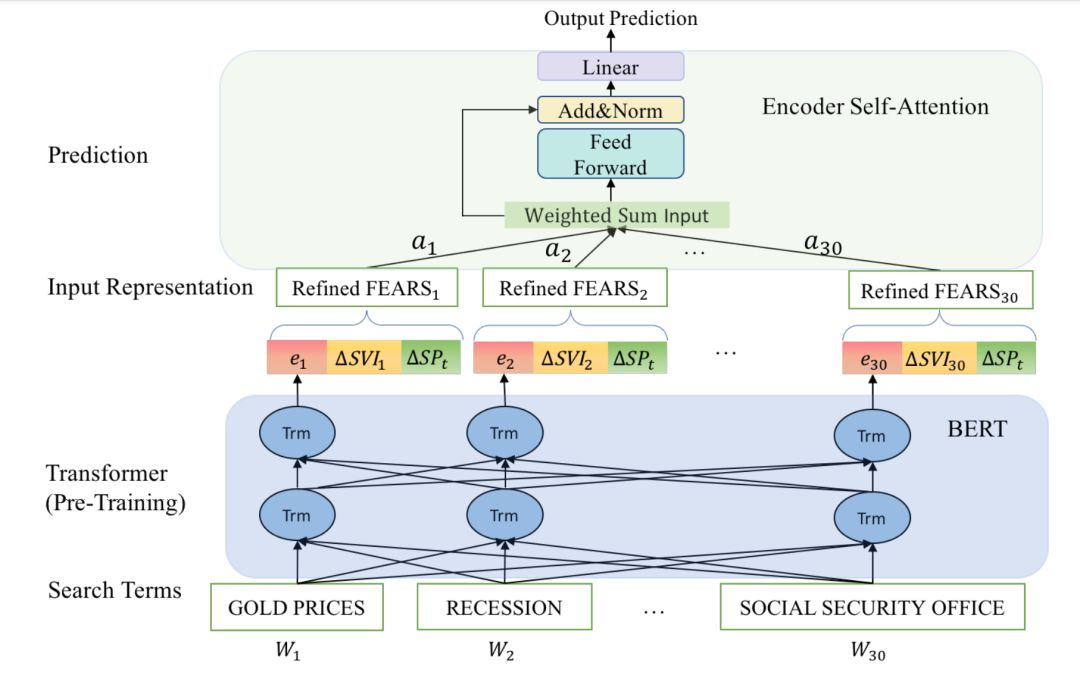 Output Prediction
Linear
Add&Norm
Encoder Self-Attention
Prediction
Feed
Forward
Weighted Sum Input
a₁
a₂
...
a₃₀
Input Representation
Refined FEARS₁
Refined FEARS₂
Refined FEARS₃₀
e₁ ΔSVI₁ ΔSPₜ
e₂ ΔSVI₂ ΔSPₜ
...
e₃₀ ΔSVI₃₀ ΔSPₜ
BERT
Trm
Trm
Trm
Transformer
(Pre-Training)
Trm
Trm
Trm
Search Terms
GOLD PRICES
RECESSION
...
SOCIAL SECURITY OFFICE
W₁
W₂
W₃₀